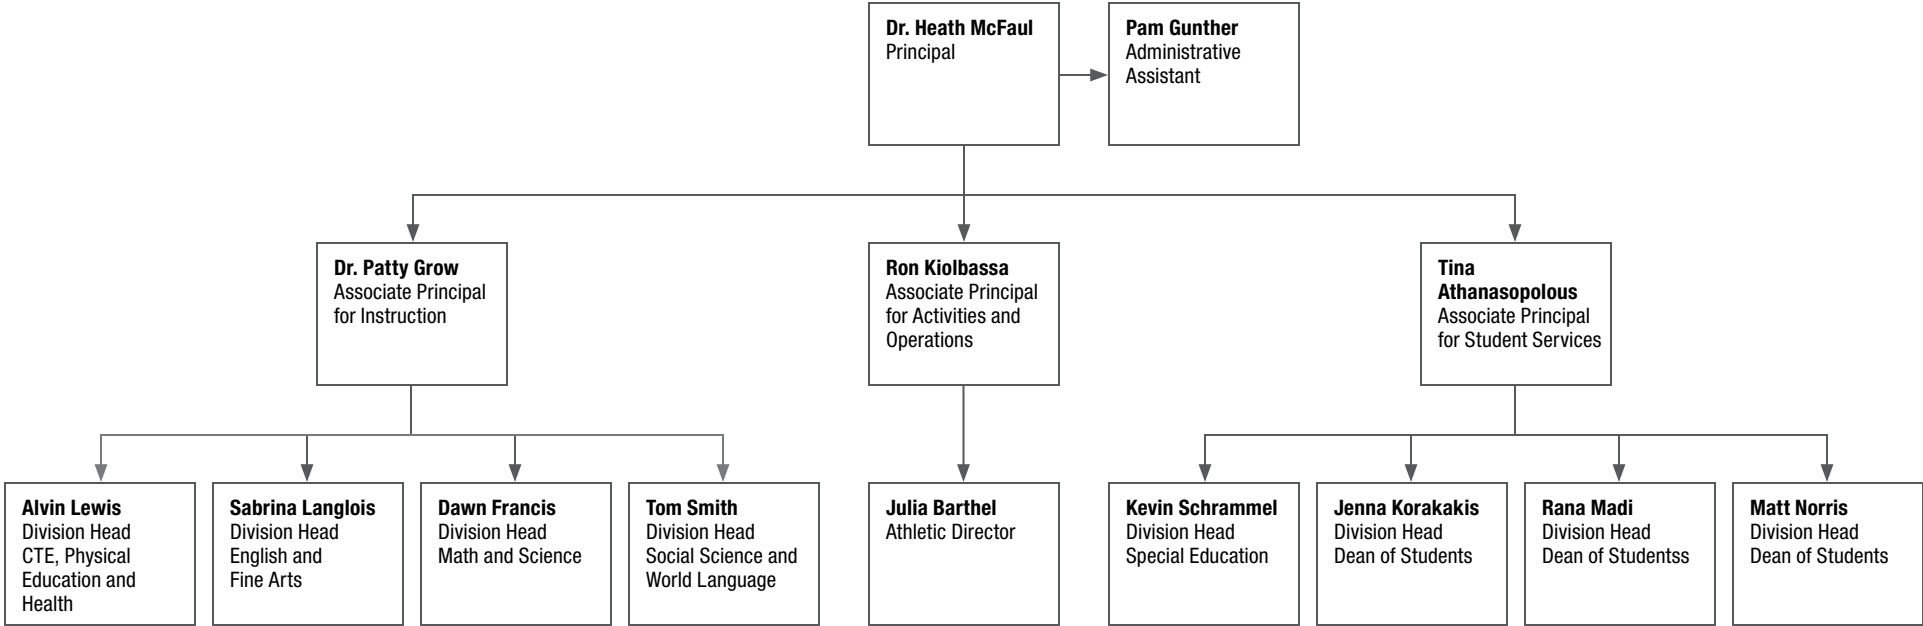 Dr. Heath McFaul
Principal
Pam Gunther
Administrative
Assistant
Dr. Patty Grow
Associate Principal
for Instruction
Ron Kiolbassa
Associate Principal
for Activities and
Operations
Tina
Athanasopolous
Associate Principal
for Student Services
Alvin Lewis
Division Head
CTE, Physical
Education and
Health
Sabrina Langlois
Division Head
English and
Fine Arts
Dawn Francis
Division Head
Math and Science
Tom Smith
Division Head
Social Science and
World Language
Julia Barthel
Athletic Director
Kevin Schrammel
Division Head
Special Education
Jenna Korakakis
Division Head
Dean of Students
Rana Madi
Division Head
Dean of Studentss
Matt Norris
Division Head
Dean of Students